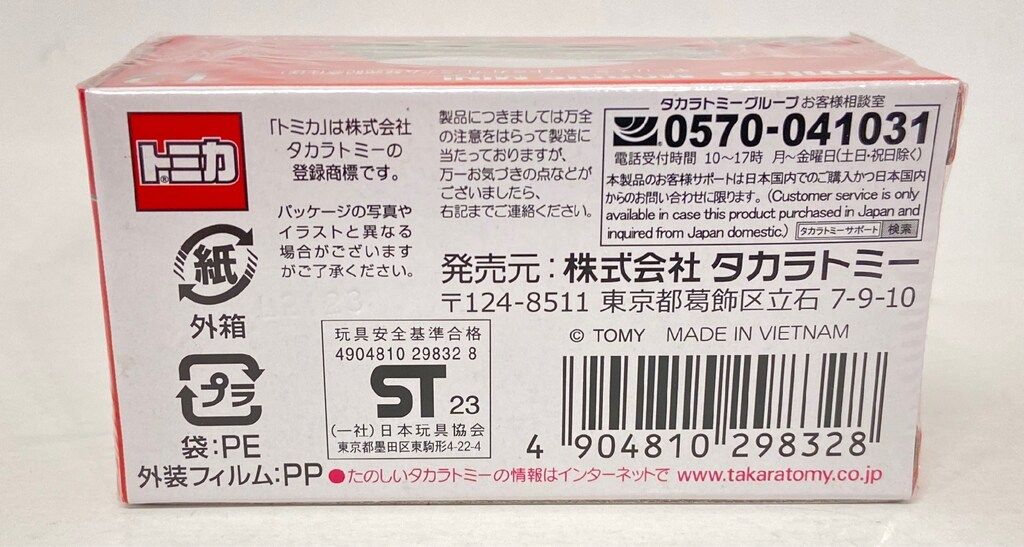 トミカ
「トミカ」は株式会社
タカラトミーの
登録商標です。
パッケージの写真や
イラストと異なる
場合がございます
がご了承ください。
紙
外箱
プラ
袋:PE
外装フィルム:PP
製品につきましては万全
の注意をはらって製造に
当たっておりますが、
万一お気づきの点などが
ございましたら、
右記までご連絡ください。
タカラトミーグループ お客様相談室
0570-041031
電話受付時間 10〜17時 月〜金曜日(土日・祝日除く)
本製品のお客様サポートは日本国内でのご購入かつ日本国内
からのお問い合わせに限ります。(Customer service is only
available in case this product purchased in Japan and
inquired from Japan domestic.) タカラトミーサポート 検索
発売元:株式会社 タカラトミー
〒124-8511 東京都葛飾区立石 7-9-10
© TOMY MADE IN VIETNAM
玩具安全基準合格
4904810 29832 8
ST 23
(一社)日本玩具協会
東京都墨田区東駒形4-22-4
4 904810 298328
●たのしいタカラトミーの情報はインターネットで www.takaratomy.co.jp